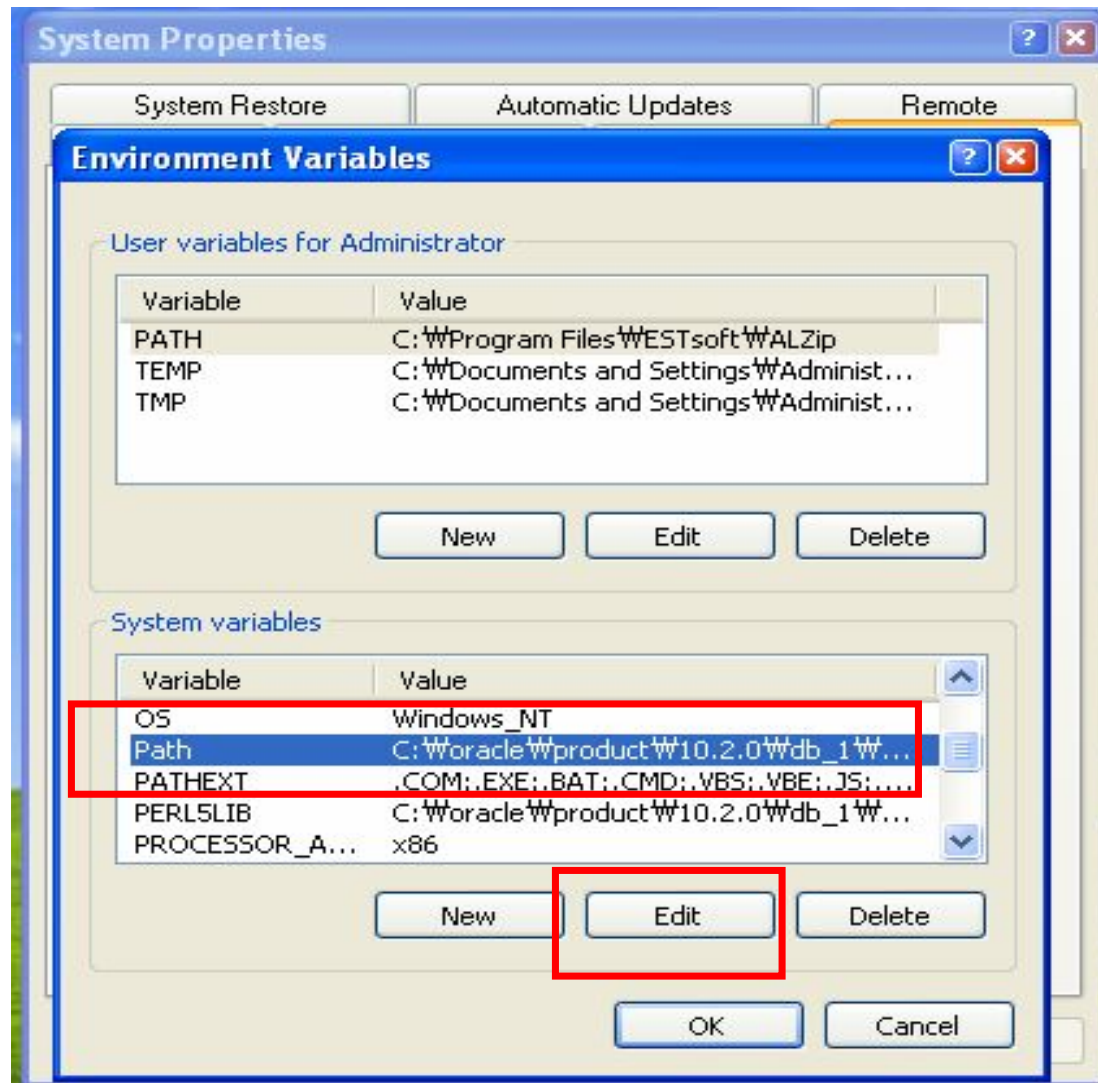 System Properties
System Restore Automatic Updates Remote
Environment Variables
User variables for Administrator
Variable Value
PATH C:₩Program Files₩ESTsoft₩ALZip
TEMP C:₩Documents and Settings₩Administ...
TMP C:₩Documents and Settings₩Administ...
New Edit Delete
System variables
Variable Value
OS Windows_NT
Path C:₩oracle₩product₩10.2.0₩db_1₩...
PATHEXT .COM;.EXE;.BAT;.CMD;.VBS;.VBE;.JS;....
PERL5LIB C:₩oracle₩product₩10.2.0₩db_1₩...
PROCESSOR_A... x86
New Edit Delete
OK Cancel